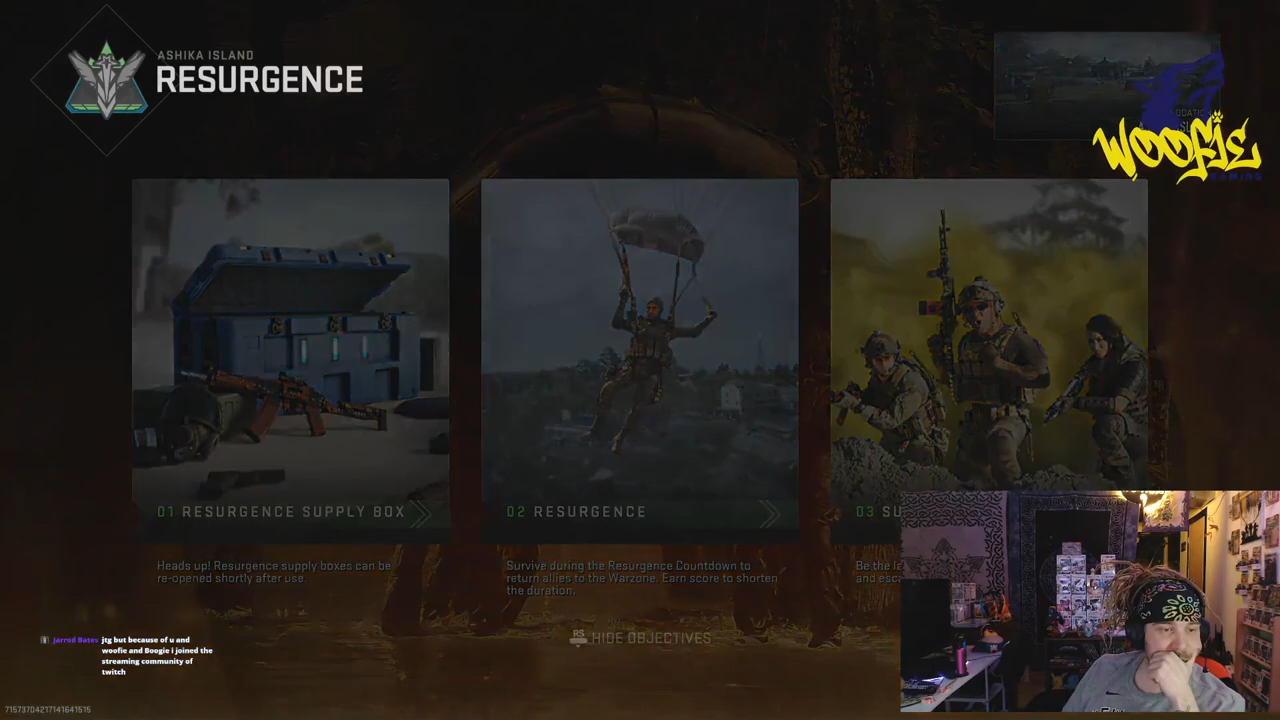 ASHIKA ISLAND
RESURGENCE
WOOFIE
GAMING
01 RESURGENCE SUPPLY BOX
Heads up! Resurgence supply boxes can be
re-opened shortly after use.
02 RESURGENCE
Survive during the Resurgence Countdown to
return allies to the Warzone. Earn score to shorten
the duration.
03 SU
Be the
and esca
RS HIDE OBJECTIVES
Jarrod Bates jtg but because of u and
woofie and Boogie i joined the
streaming community of
twitch